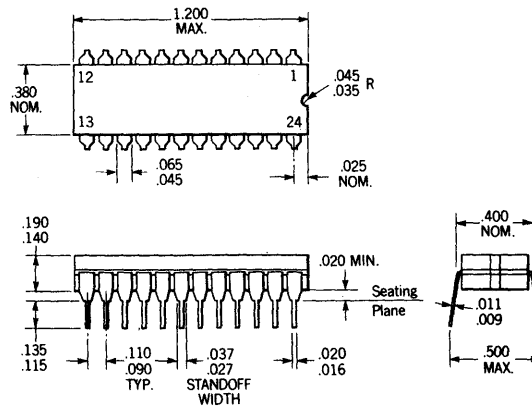 1.200
MAX.
12
1
.380
NOM.
.045
.035
R
13
24
.065
.045
.025
NOM.
.190
.140
.020 MIN.
.400
NOM.
Seating
Plane
.011
.009
.135
.115
.110
.090
TYP.
.037
.027
STANDOFF
WIDTH
.020
.016
.500
MAX.